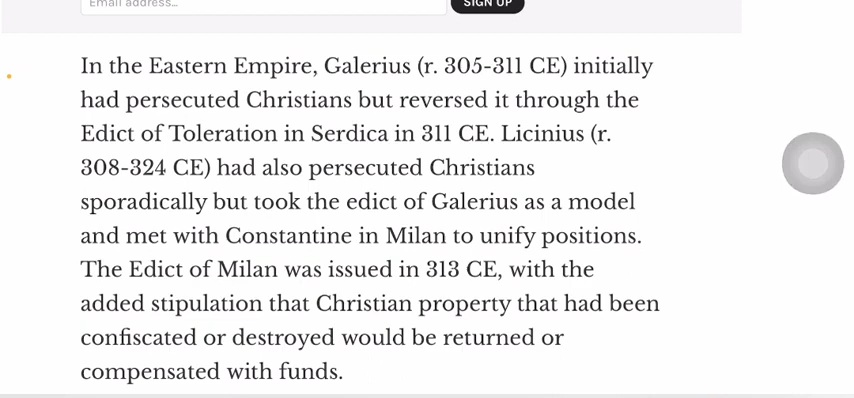 Email address...
SIGN UP
In the Eastern Empire, Galerius (r. 305-311 CE) initially
had persecuted Christians but reversed it through the
Edict of Toleration in Serdica in 311 CE. Licinius (r.
308-324 CE) had also persecuted Christians
sporadically but took the edict of Galerius as a model
and met with Constantine in Milan to unify positions.
The Edict of Milan was issued in 313 CE, with the
added stipulation that Christian property that had been
confiscated or destroyed would be returned or
compensated with funds.